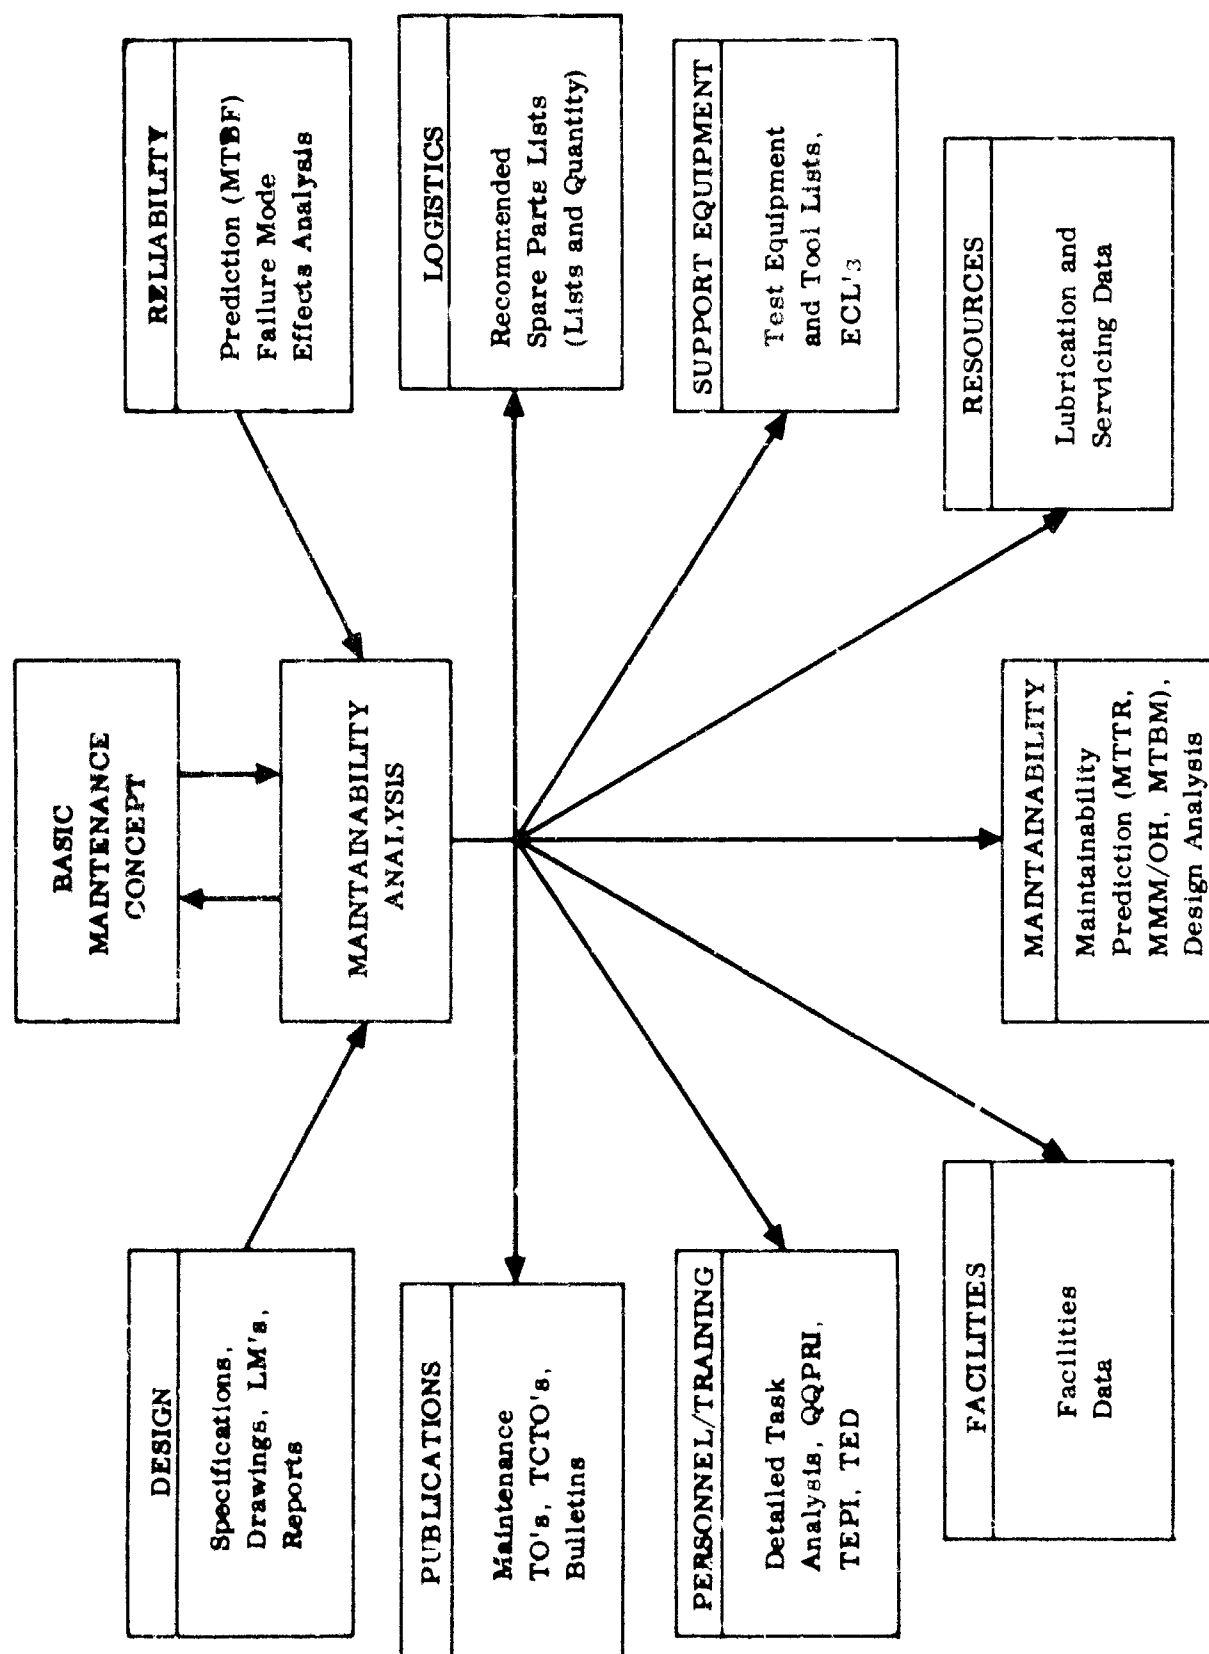 BASIC
MAINTENANCE
CONCEPT
MAINTAINABILITY
ANALYSIS
DESIGN
Specifications,
Drawings, LM's,
Reports
RELIABILITY
Prediction (MTBF)
Failure Mode
Effects Analysis
PUBLICATIONS
Maintenance
TO's, TCTO's,
Bulletins
LOGISTICS
Recommended
Spare Parts Lists
(Lists and Quantity)
PERSONNEL/TRAINING
Detailed Task
Analysis, QQPRI,
TEPI, TED
SUPPORT EQUIPMENT
Test Equipment
and Tool Lists,
ECL's
FACILITIES
Facilities
Data
MAINTAINABILITY
Maintainability
Prediction (MTTR,
MMM/OH, MTBM),
Design Analysis
RESOURCES
Lubrication and
Servicing Data